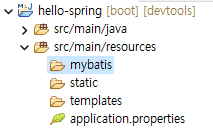 hello-spring [boot] [devtools]
src/main/java
src/main/resources
mybatis
static
templates
application.properties